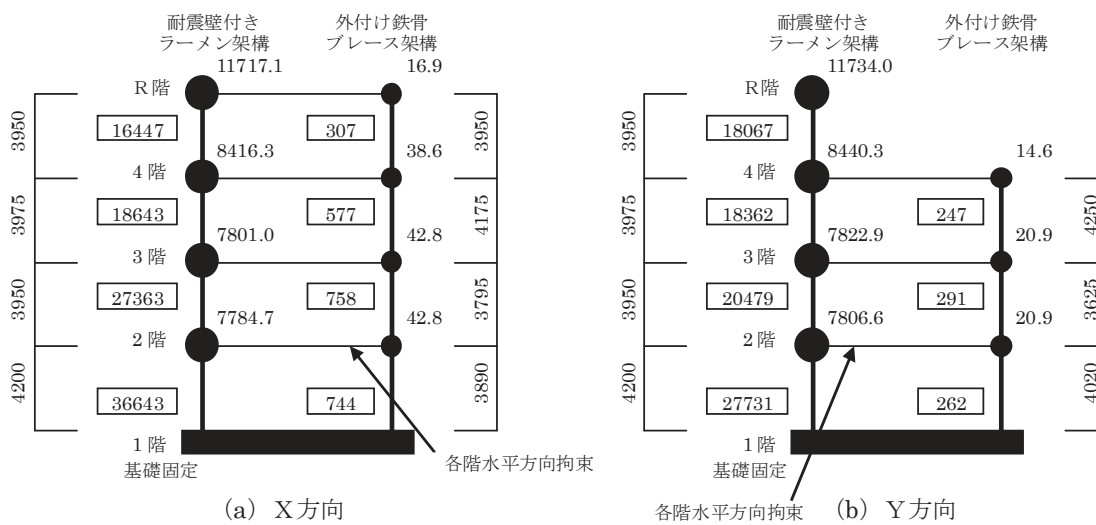 耐震壁付き
ラーメン架構
外付け鉄骨
ブレース架構
11717.1
16.9
R階
3950
16447
307
3950
8416.3
38.6
4階
3975
18643
577
4175
7801.0
42.8
3階
3950
27363
758
3795
7784.7
42.8
2階
4200
36643
744
3890
1階
基礎固定
各階水平方向拘束
(a) X方向
耐震壁付き
ラーメン架構
外付け鉄骨
ブレース架構
11734.0
R階
3950
18067
8440.3
14.6
4階
3975
18362
247
4250
7822.9
20.9
3階
3950
20479
291
3625
7806.6
20.9
2階
4200
27731
262
4020
1階
基礎固定
各階水平方向拘束
(b) Y方向